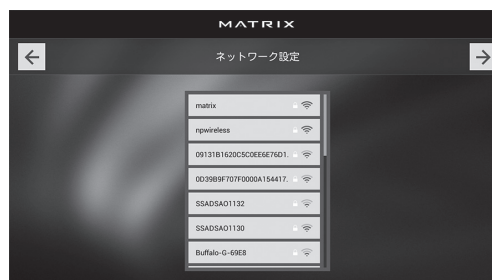 MATRIX
ネットワーク設定
matrix
npwireless
09131B1620C5C0EE6E76D1.
0D39B9F707F0000A154417.
SSADSAO1132
SSADSAO1130
Buffalo-G-69E8